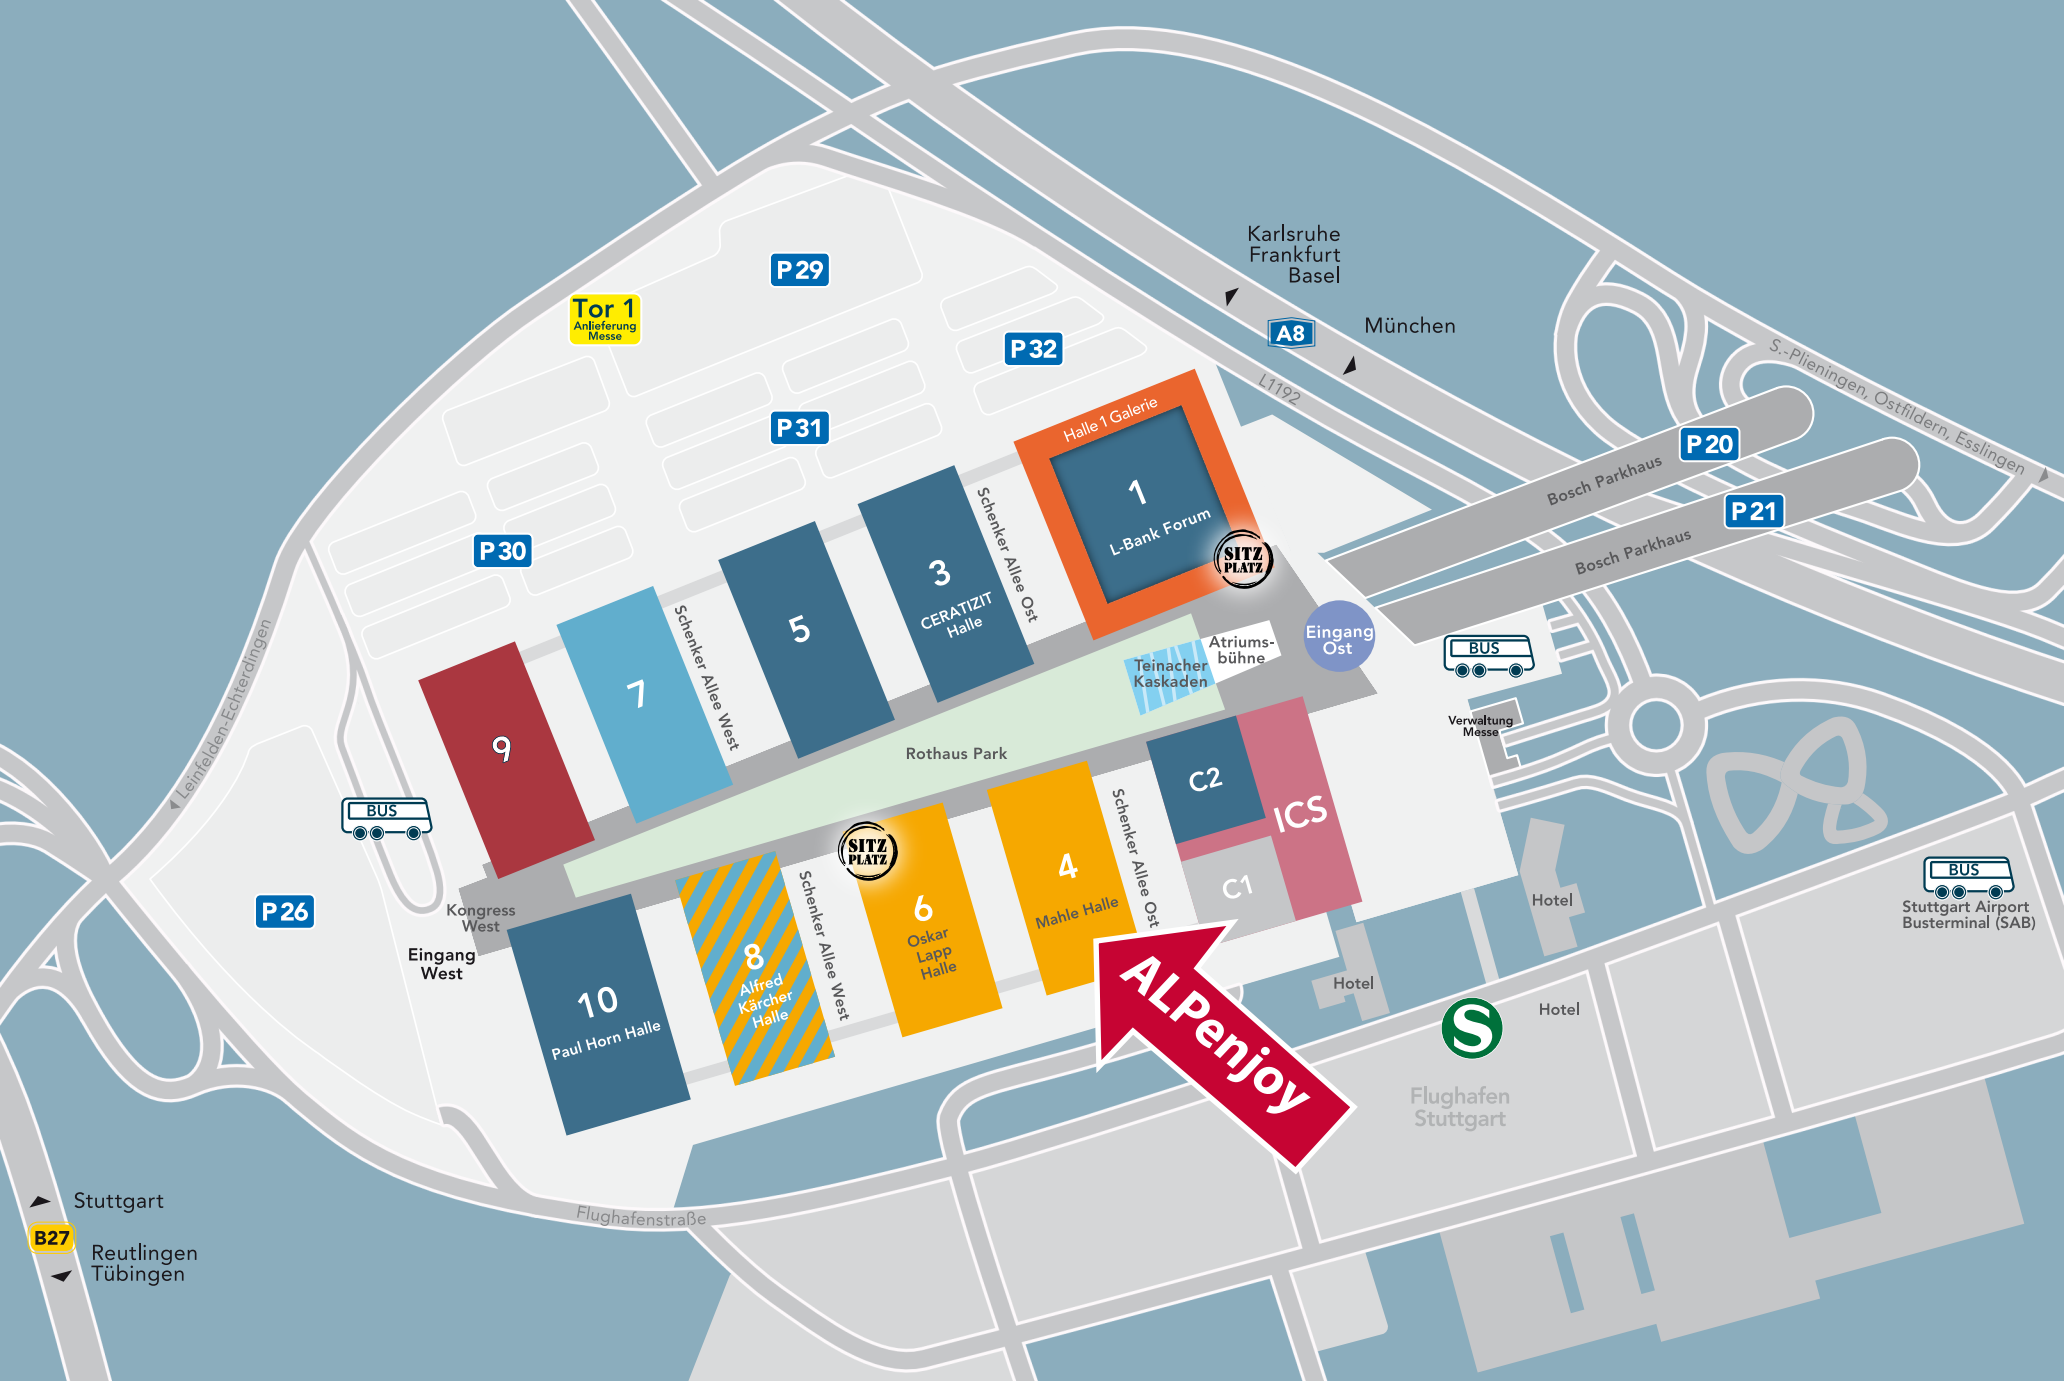 Karlsruhe
Frankfurt
Basel
A8
München
L1192
S.-Plieningen, Ostfildern, Esslingen
P29
Tor 1
Anlieferung
Messe
P32
P31
P30
P20
Bosch Parkhaus
P21
Bosch Parkhaus
Halle 1 Galerie
1
L-Bank Forum
SITZ
PLATZ
Schenker Allee Ost
3
CERATIZIT
Halle
5
Schenker Allee West
7
9
Eingang
Ost
Atriums-
bühne
Teinacher
Kaskaden
BUS
Verwaltung
Messe
Leinfelden-Echterdingen
Rothaus Park
BUS
P26
Kongress
West
Eingang
West
10
Paul Horn Halle
8
Alfred
Kärcher
Halle
Schenker Allee West
SITZ
PLATZ
6
Oskar
Lapp
Halle
4
Mahle Halle
Schenker Allee Ost
C2
ICS
C1
ALPenjoy
Hotel
Hotel
Hotel
S
Flughafen
Stuttgart
BUS
Stuttgart Airport
Busterminal (SAB)
Stuttgart
B27
Reutlingen
Tübingen
Flughafenstraße